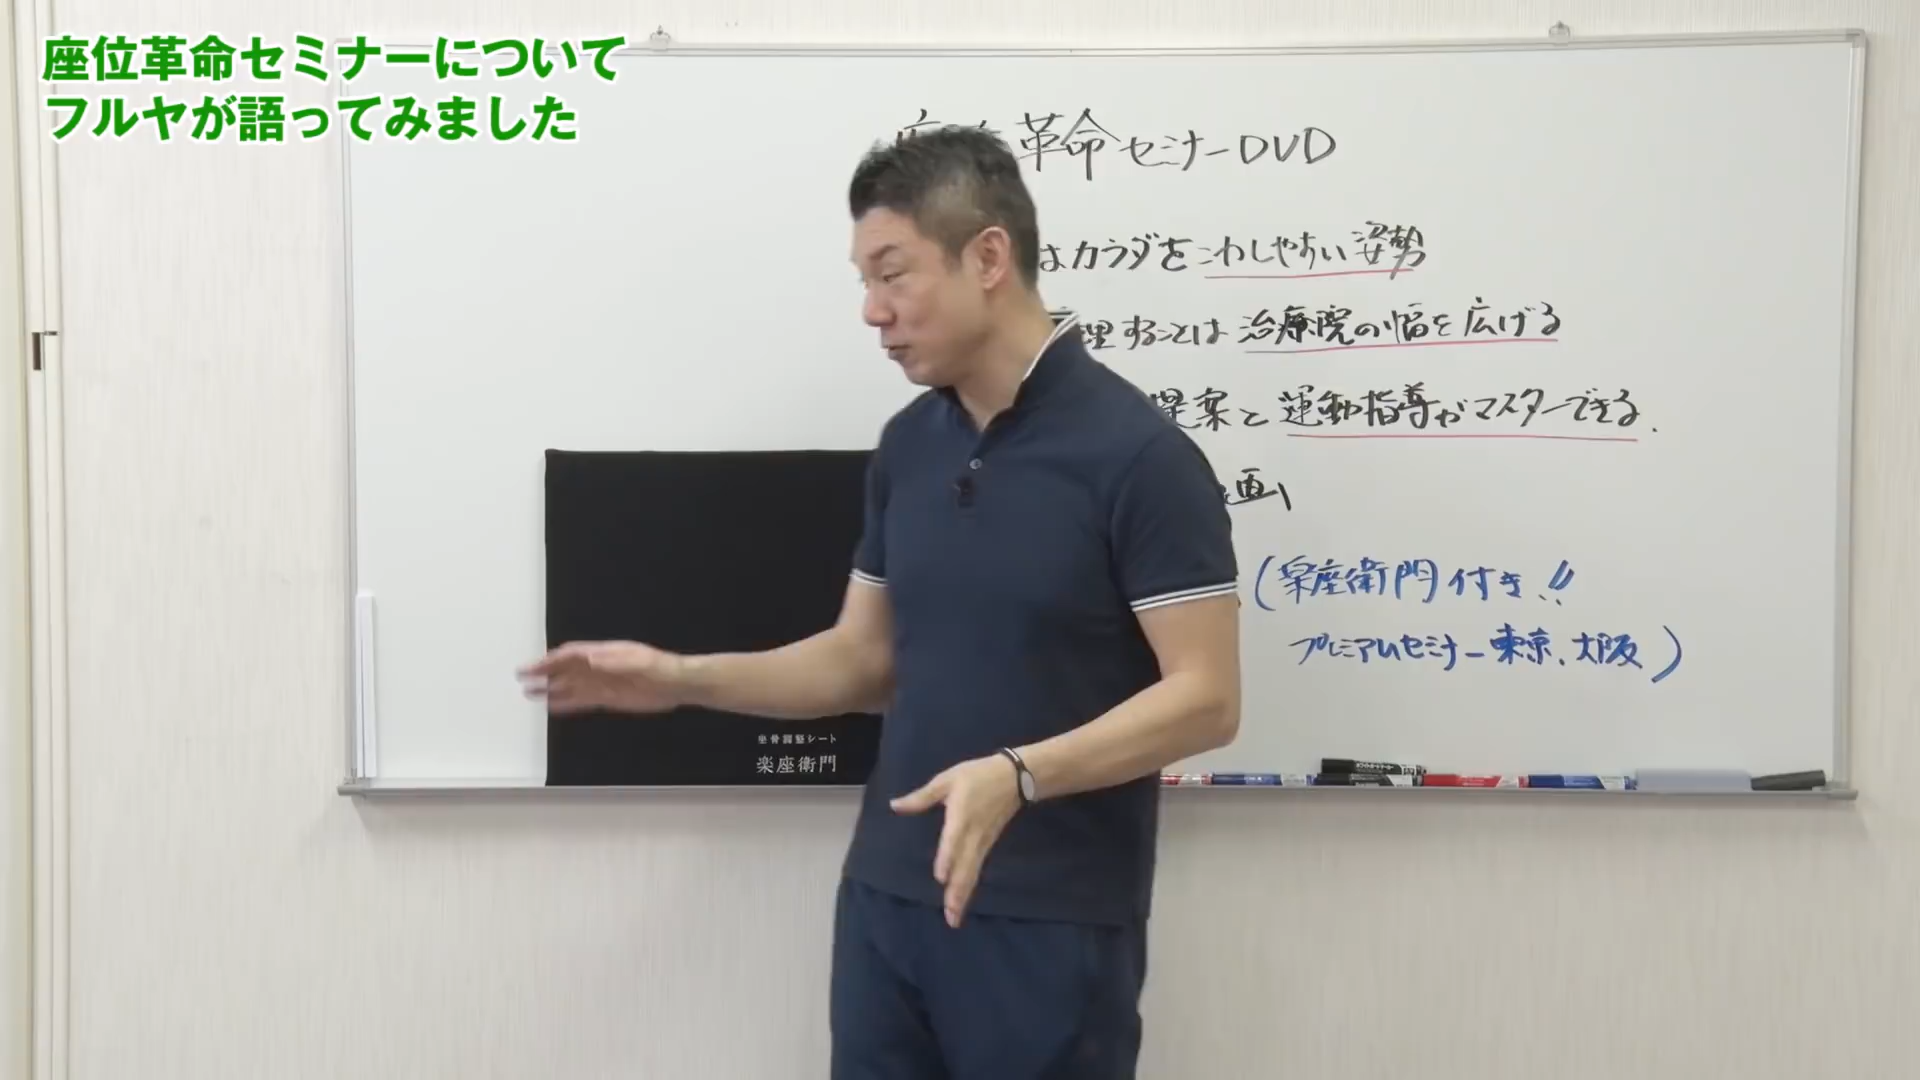 座位革命セミナーについて
フルヤが語ってみました
革命セミナーDVD
はカラダをこわしやすい姿勢
理することは治療院の幅を広げる
提案と運動指導がマスターできる.
画
(楽座衛門付き!!
プレミアムセミナー東京、大阪)
坐骨調整シート
楽座衛門